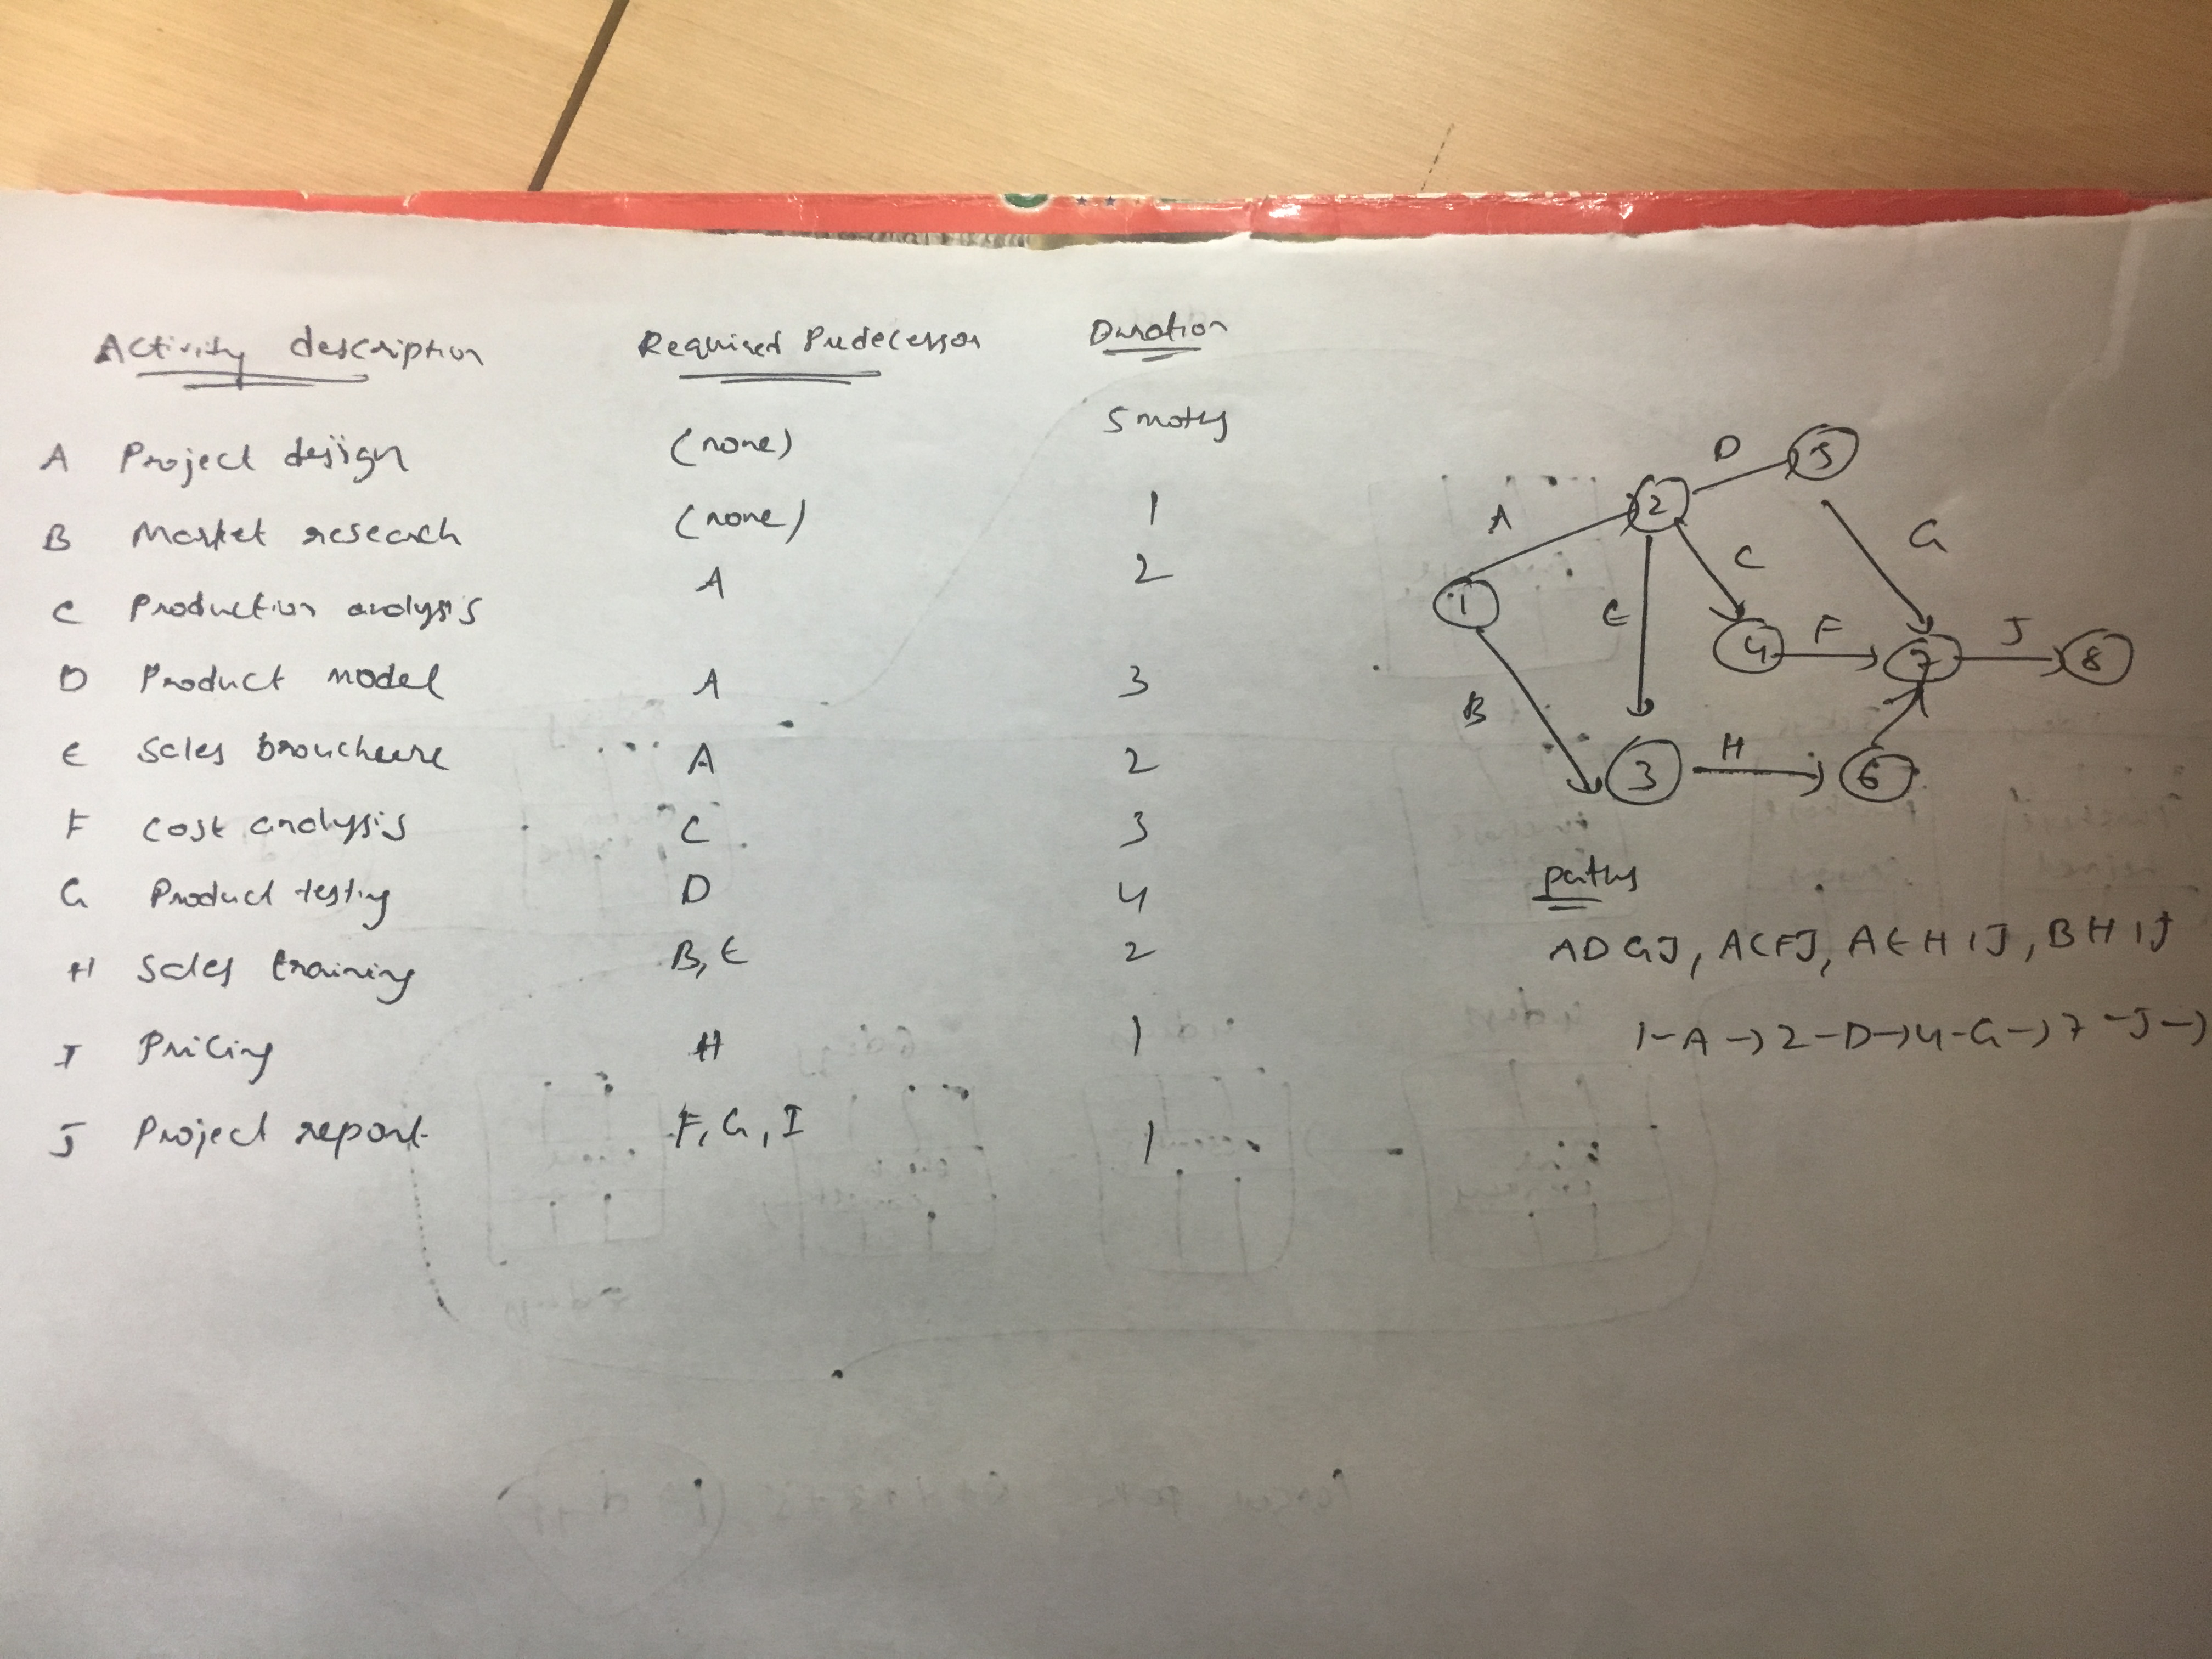 Activity description Required Predecessor Duration
A Project design (none) 5 moths
B Market research (none) 1
C Production analysis A 2
D Product model A 3
E Sales broucheure A 2
F Cost analysis C 3
G Product testing D 4
H Sales training B, E 2
I Pricing H 1
J Project report F, G, I 1
D 5
A 2 C G
1 E 4 F 7 J 8
B 3 H 6
paths
ADGJ, ACFJ, AEHIJ, BHIJ
1-A→2-D→4-G→7-J→